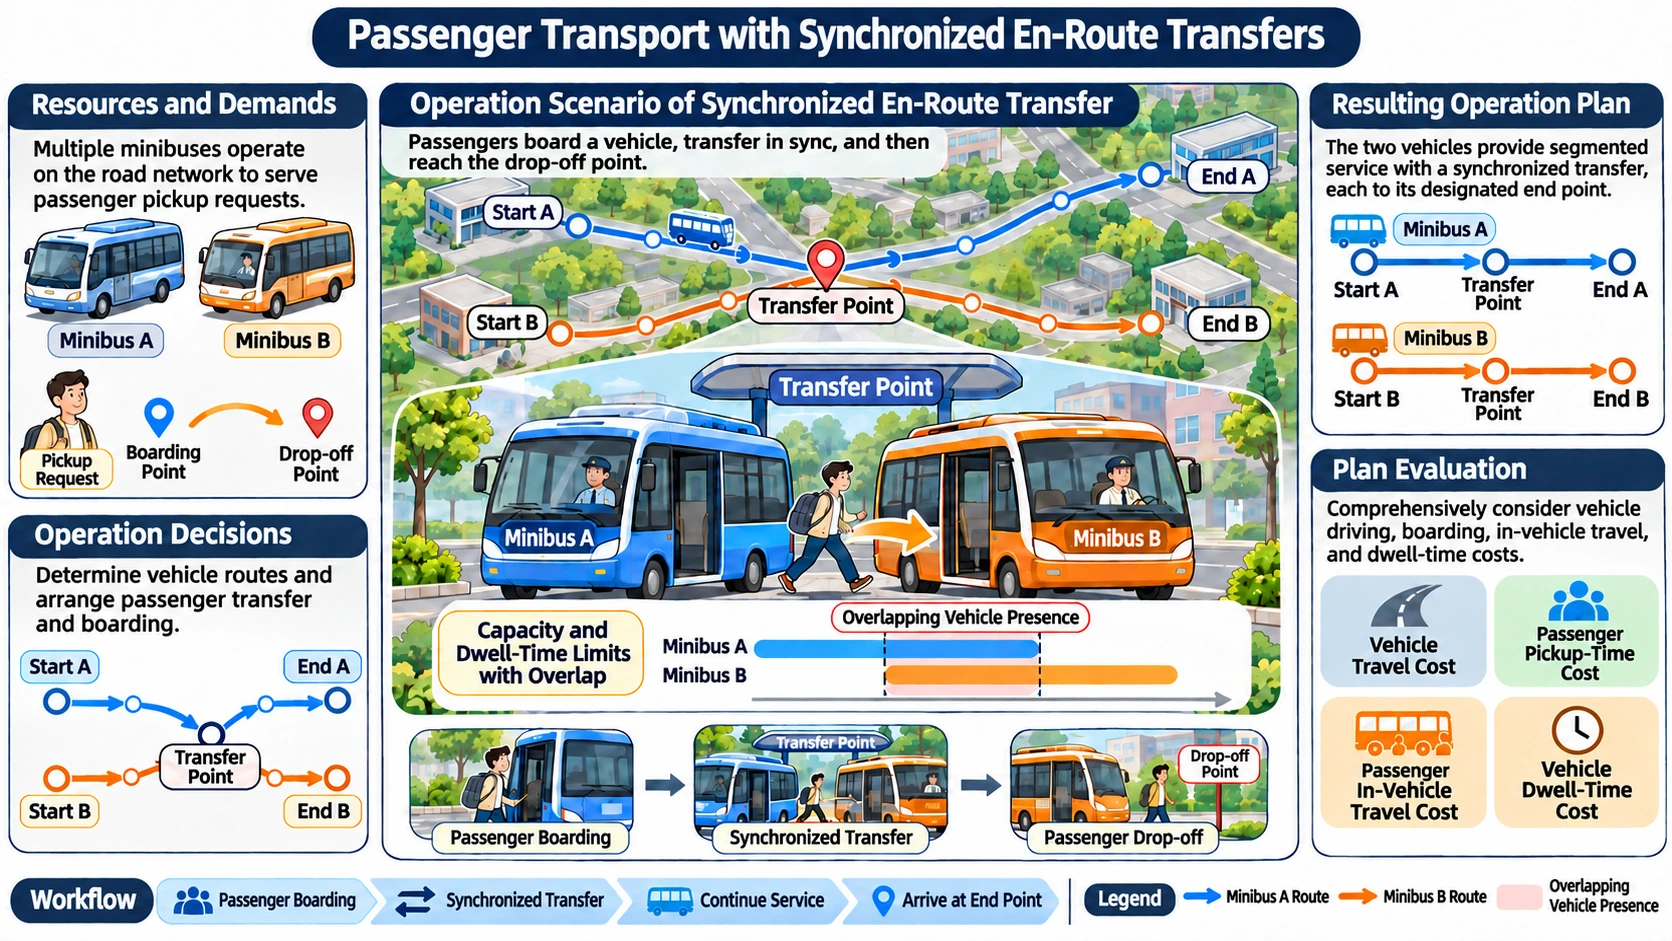 Passenger Transport with Synchronized En-Route Transfers
Resources and Demands
Multiple minibuses operate
on the road network to serve
passenger pickup requests.
Minibus A
Minibus B
Pickup
Request
Boarding
Point
Drop-off
Point
Operation Decisions
Determine vehicle routes and
arrange passenger transfer
and boarding.
Start A
End A
Transfer
Point
Start B
End B
Operation Scenario of Synchronized En-Route Transfer
Passengers board a vehicle, transfer in sync, and then
reach the drop-off point.
Start A
End A
Transfer Point
Start B
End B
Transfer Point
Minibus A
Minibus B
Capacity and
Dwell-Time Limits
with Overlap
Overlapping Vehicle Presence
Minibus A
Minibus B
Transfer Point
Drop-off
Point
Passenger Boarding
Synchronized Transfer
Passenger Drop-off
Resulting Operation Plan
The two vehicles provide segmented
service with a synchronized transfer,
each to its designated end point.
Minibus A
Start A
Transfer
Point
End A
Minibus B
Start B
Transfer
Point
End B
Plan Evaluation
Comprehensively consider vehicle
driving, boarding, in-vehicle travel,
and dwell-time costs.
Vehicle
Travel Cost
Passenger
Pickup-Time
Cost
Passenger
In-Vehicle
Travel Cost
Vehicle
Dwell-Time
Cost
Workflow
Passenger Boarding
Synchronized Transfer
Continue Service
Arrive at End Point
Legend
Minibus A Route
Minibus B Route
Overlapping
Vehicle Presence